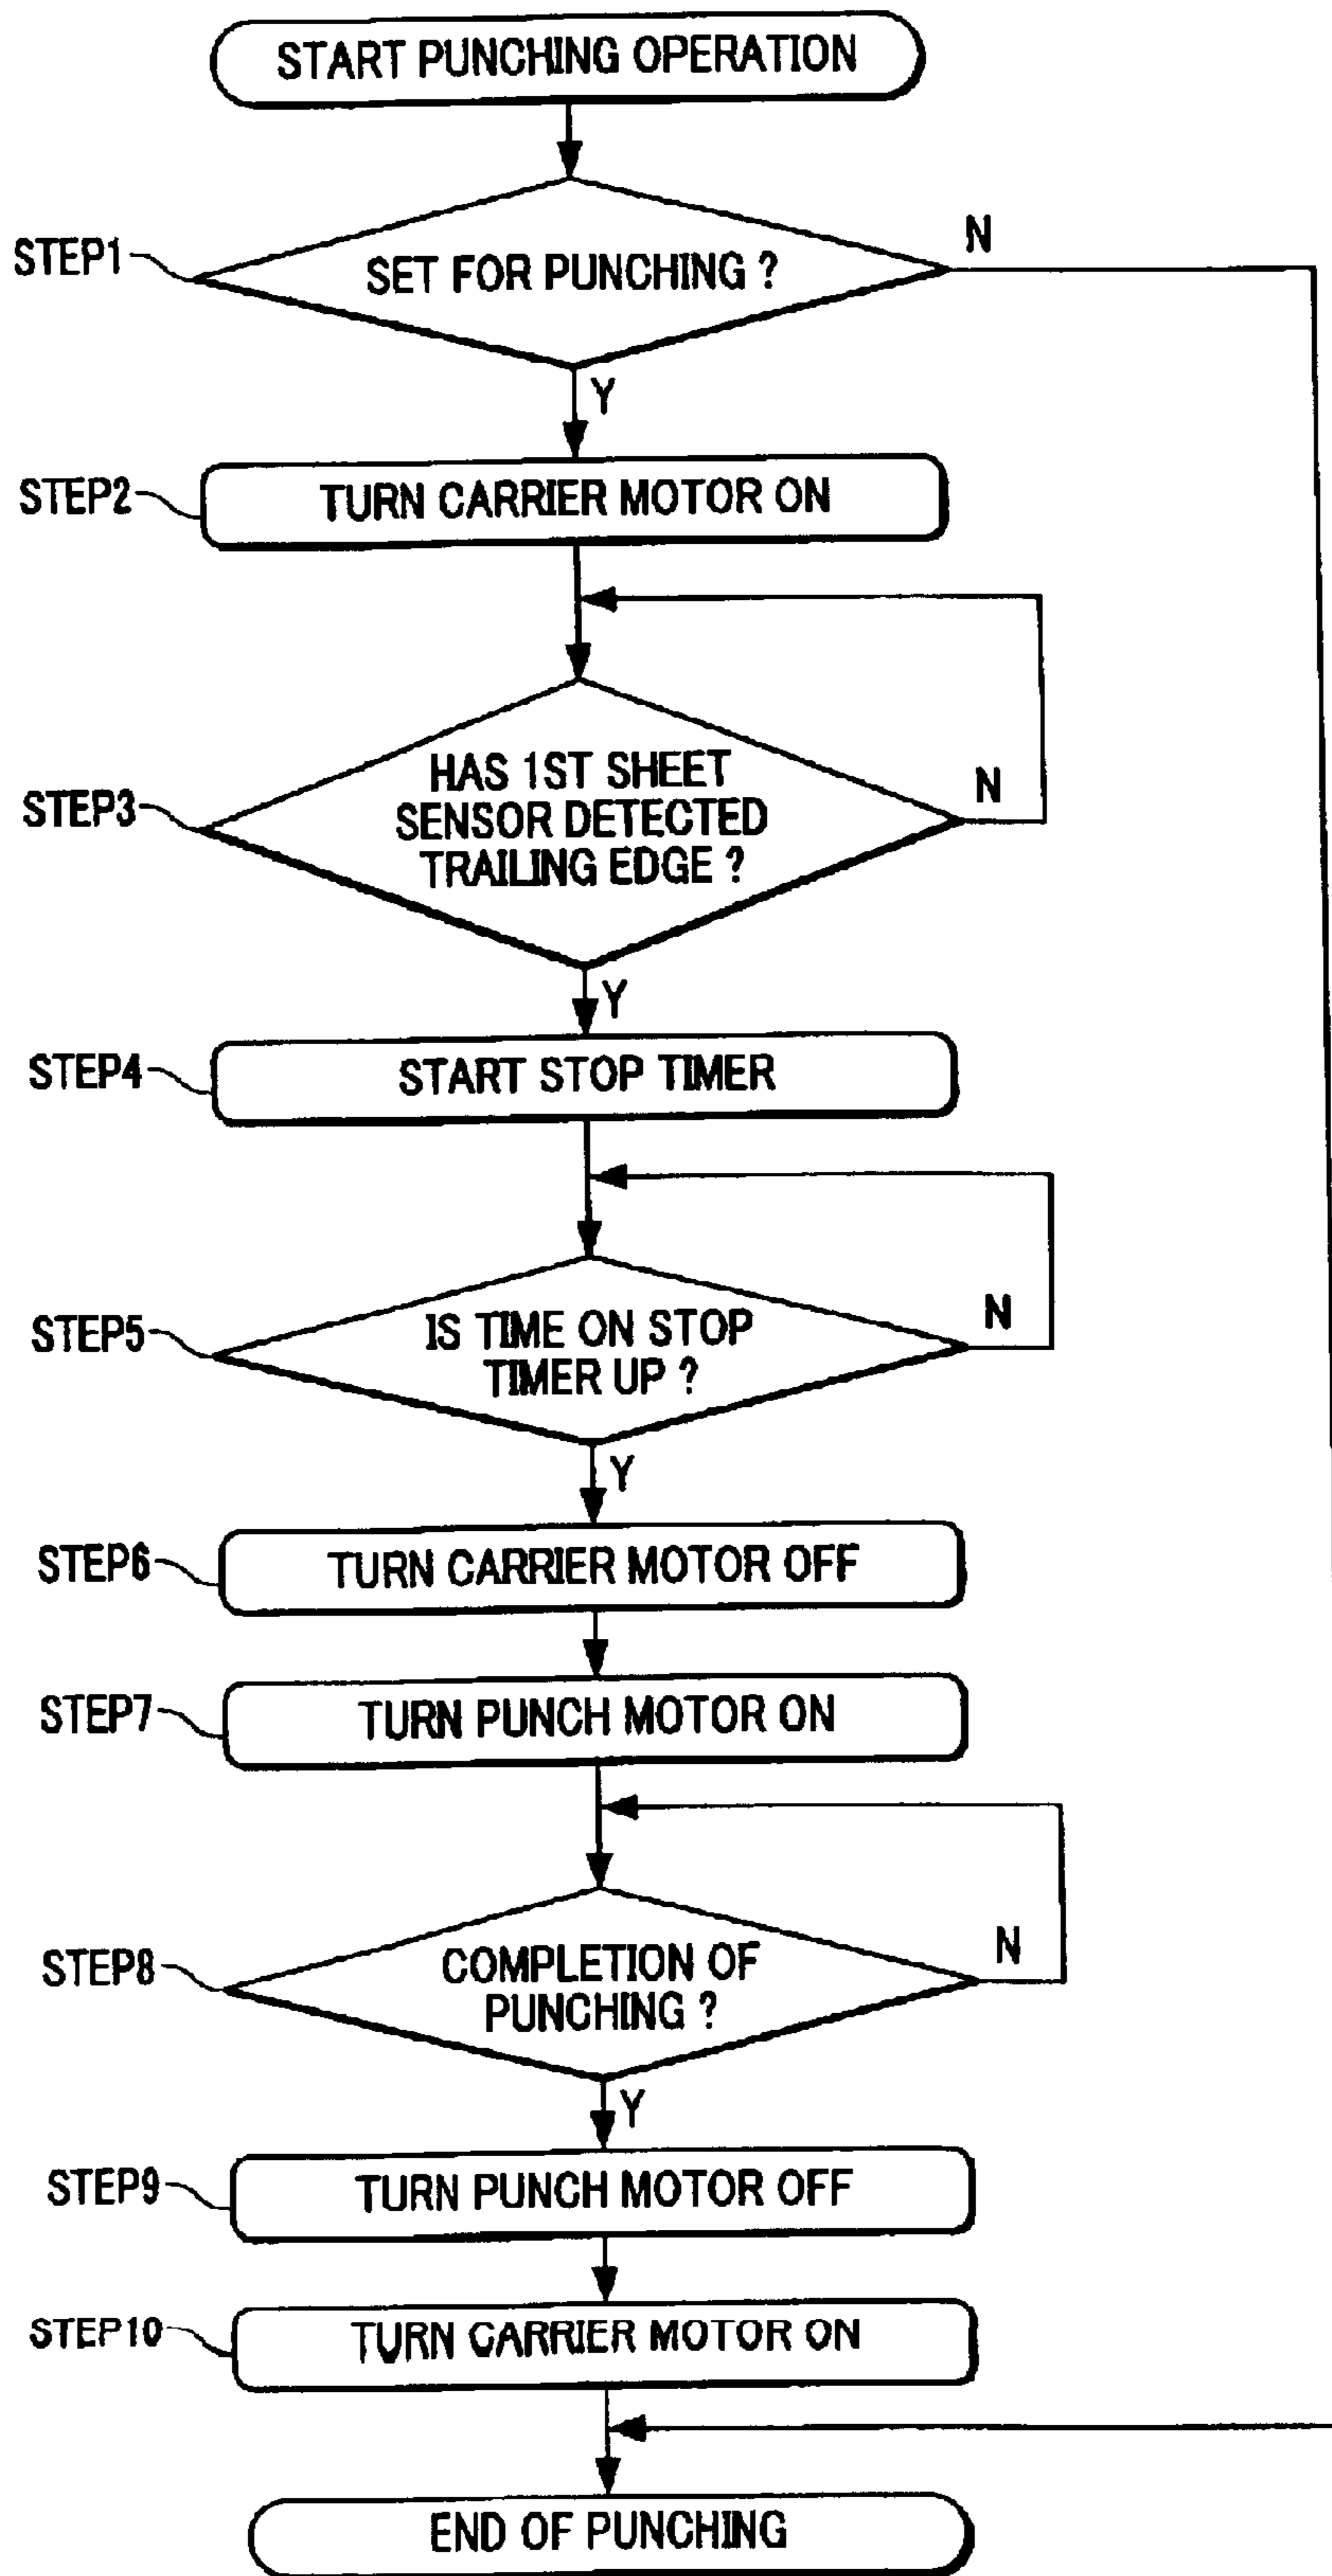 START PUNCHING OPERATION
STEP1
SET FOR PUNCHING ?
N
Y
STEP2
TURN CARRIER MOTOR ON
STEP3
HAS 1ST SHEET
SENSOR DETECTED
TRAILING EDGE ?
N
Y
STEP4
START STOP TIMER
STEP5
IS TIME ON STOP
TIMER UP ?
N
Y
STEP6
TURN CARRIER MOTOR OFF
STEP7
TURN PUNCH MOTOR ON
STEP8
COMPLETION OF
PUNCHING ?
N
Y
STEP9
TURN PUNCH MOTOR OFF
STEP10
TURN CARRIER MOTOR ON
END OF PUNCHING